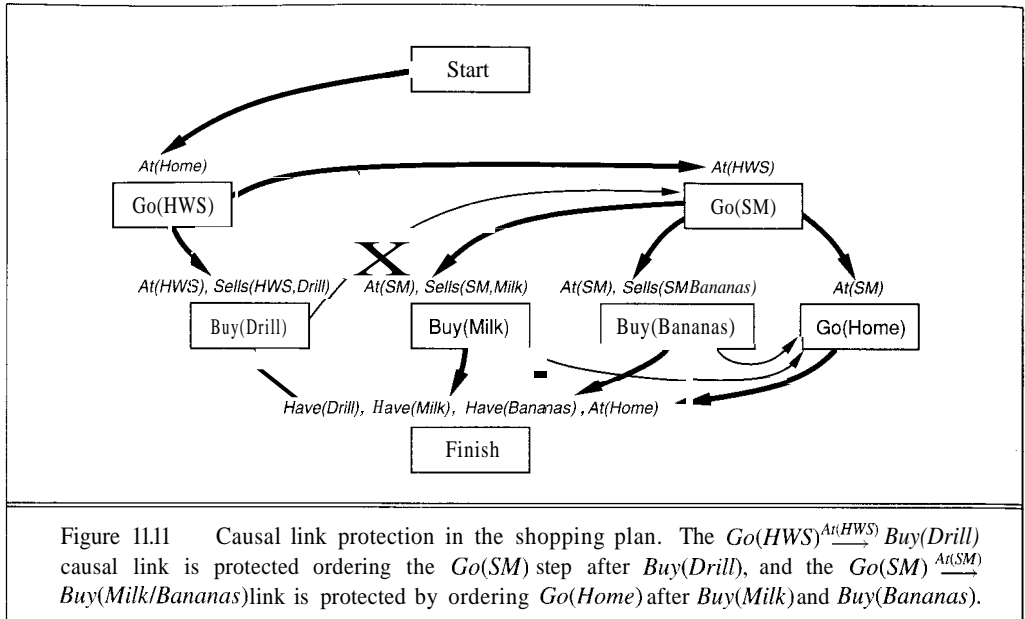 Start
At(Home)
At(HWS)
Go(HWS)
Go(SM)
At(HWS), Sells(HWS,Drill)
At(SM), Sells(SM,Milk)
At(SM), Sells(SMBananas)
At(SM)
Buy(Drill)
Buy(Milk)
Buy(Bananas)
Go(Home)
Have(Drill), Have(Milk), Have(Bananas) , At(Home)
Finish
Figure 11.11 Causal link protection in the shopping plan. The Go(HWS) At(HWS)⟶ Buy(Drill)
causal link is protected ordering the Go(SM) step after Buy(Drill), and the Go(SM) At(SM)⟶
Buy(Milk/Bananas)link is protected by ordering Go(Home) after Buy(Milk) and Buy(Bananas).